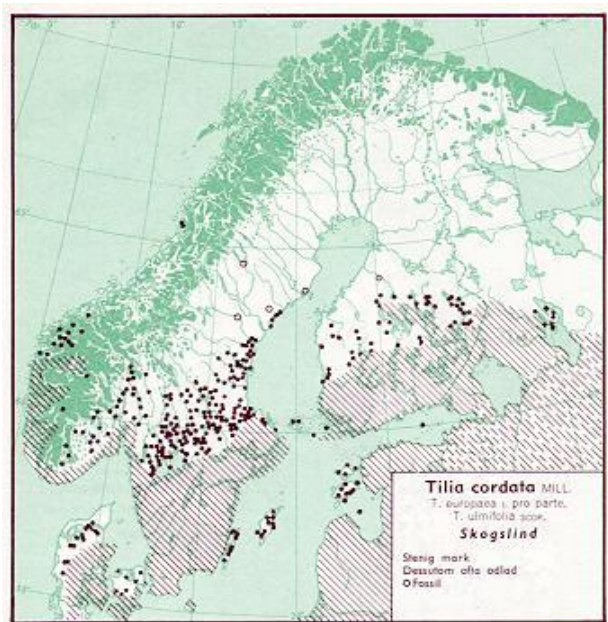 Tilia cordata MILL.
T. europaea L. pro parte.
T. ulmifolia SCOP.
Skogslind
Stenig mark
Dessutom ofta odlad
Fossil